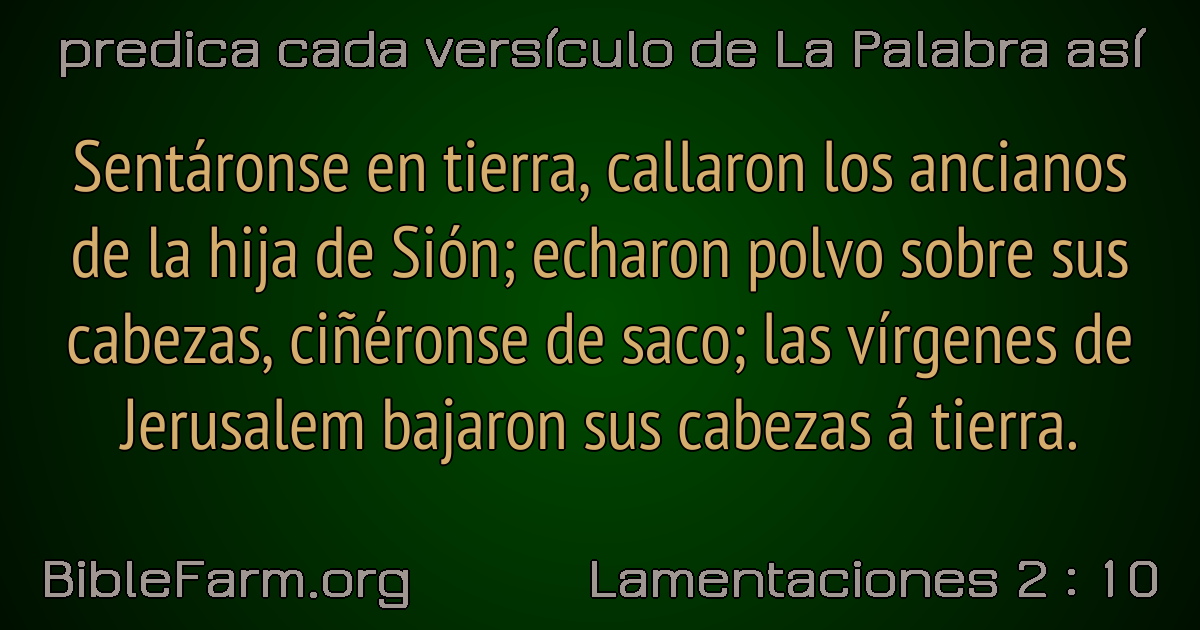 predica cada versículo de La Palabra así
Sentáronse en tierra, callaron los ancianos
de la hija de Sión; echaron polvo sobre sus
cabezas, ciñéronse de saco; las vírgenes de
Jerusalem bajaron sus cabezas á tierra.
BibleFarm.org
Lamentaciones 2 : 10